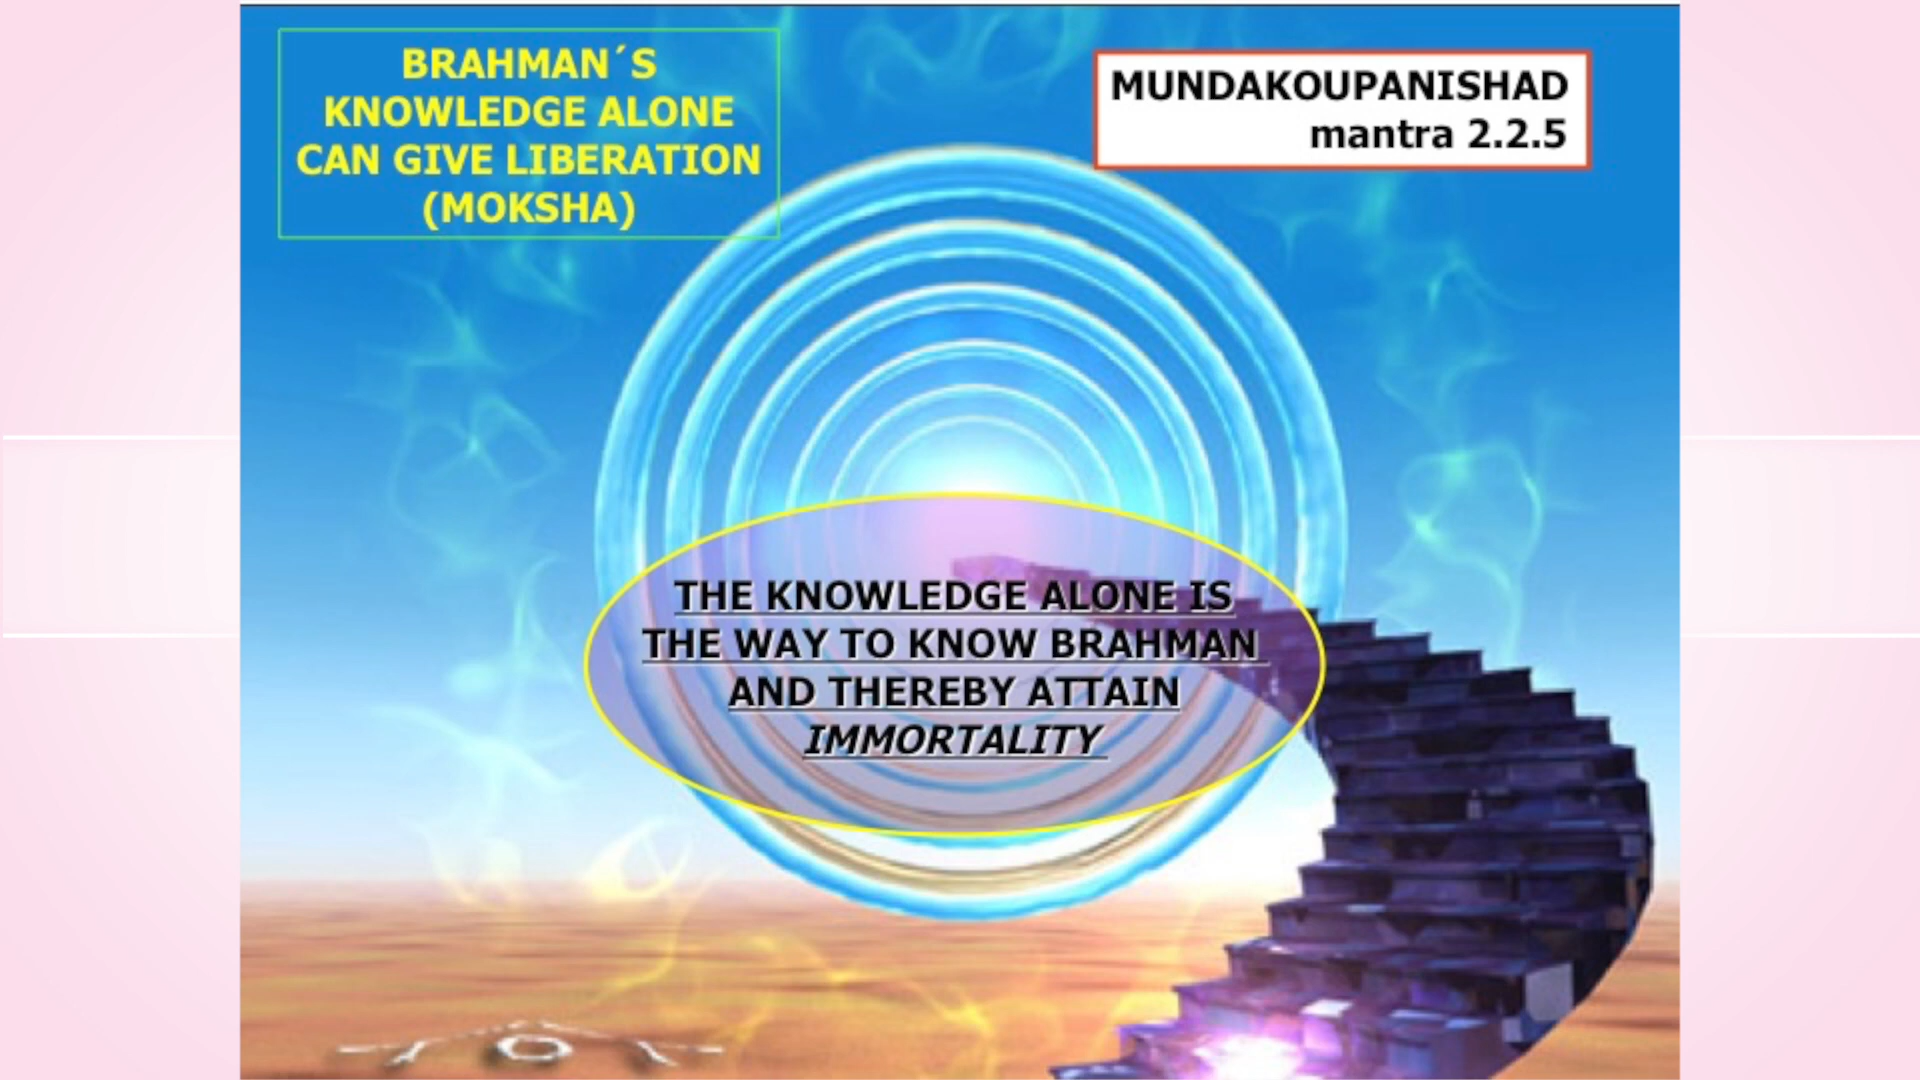 BRAHMAN´S
KNOWLEDGE ALONE
CAN GIVE LIBERATION
(MOKSHA)
MUNDAKOUPANISHAD
mantra 2.2.5
THE KNOWLEDGE ALONE IS
THE WAY TO KNOW BRAHMAN
AND THEREBY ATTAIN
IMMORTALITY